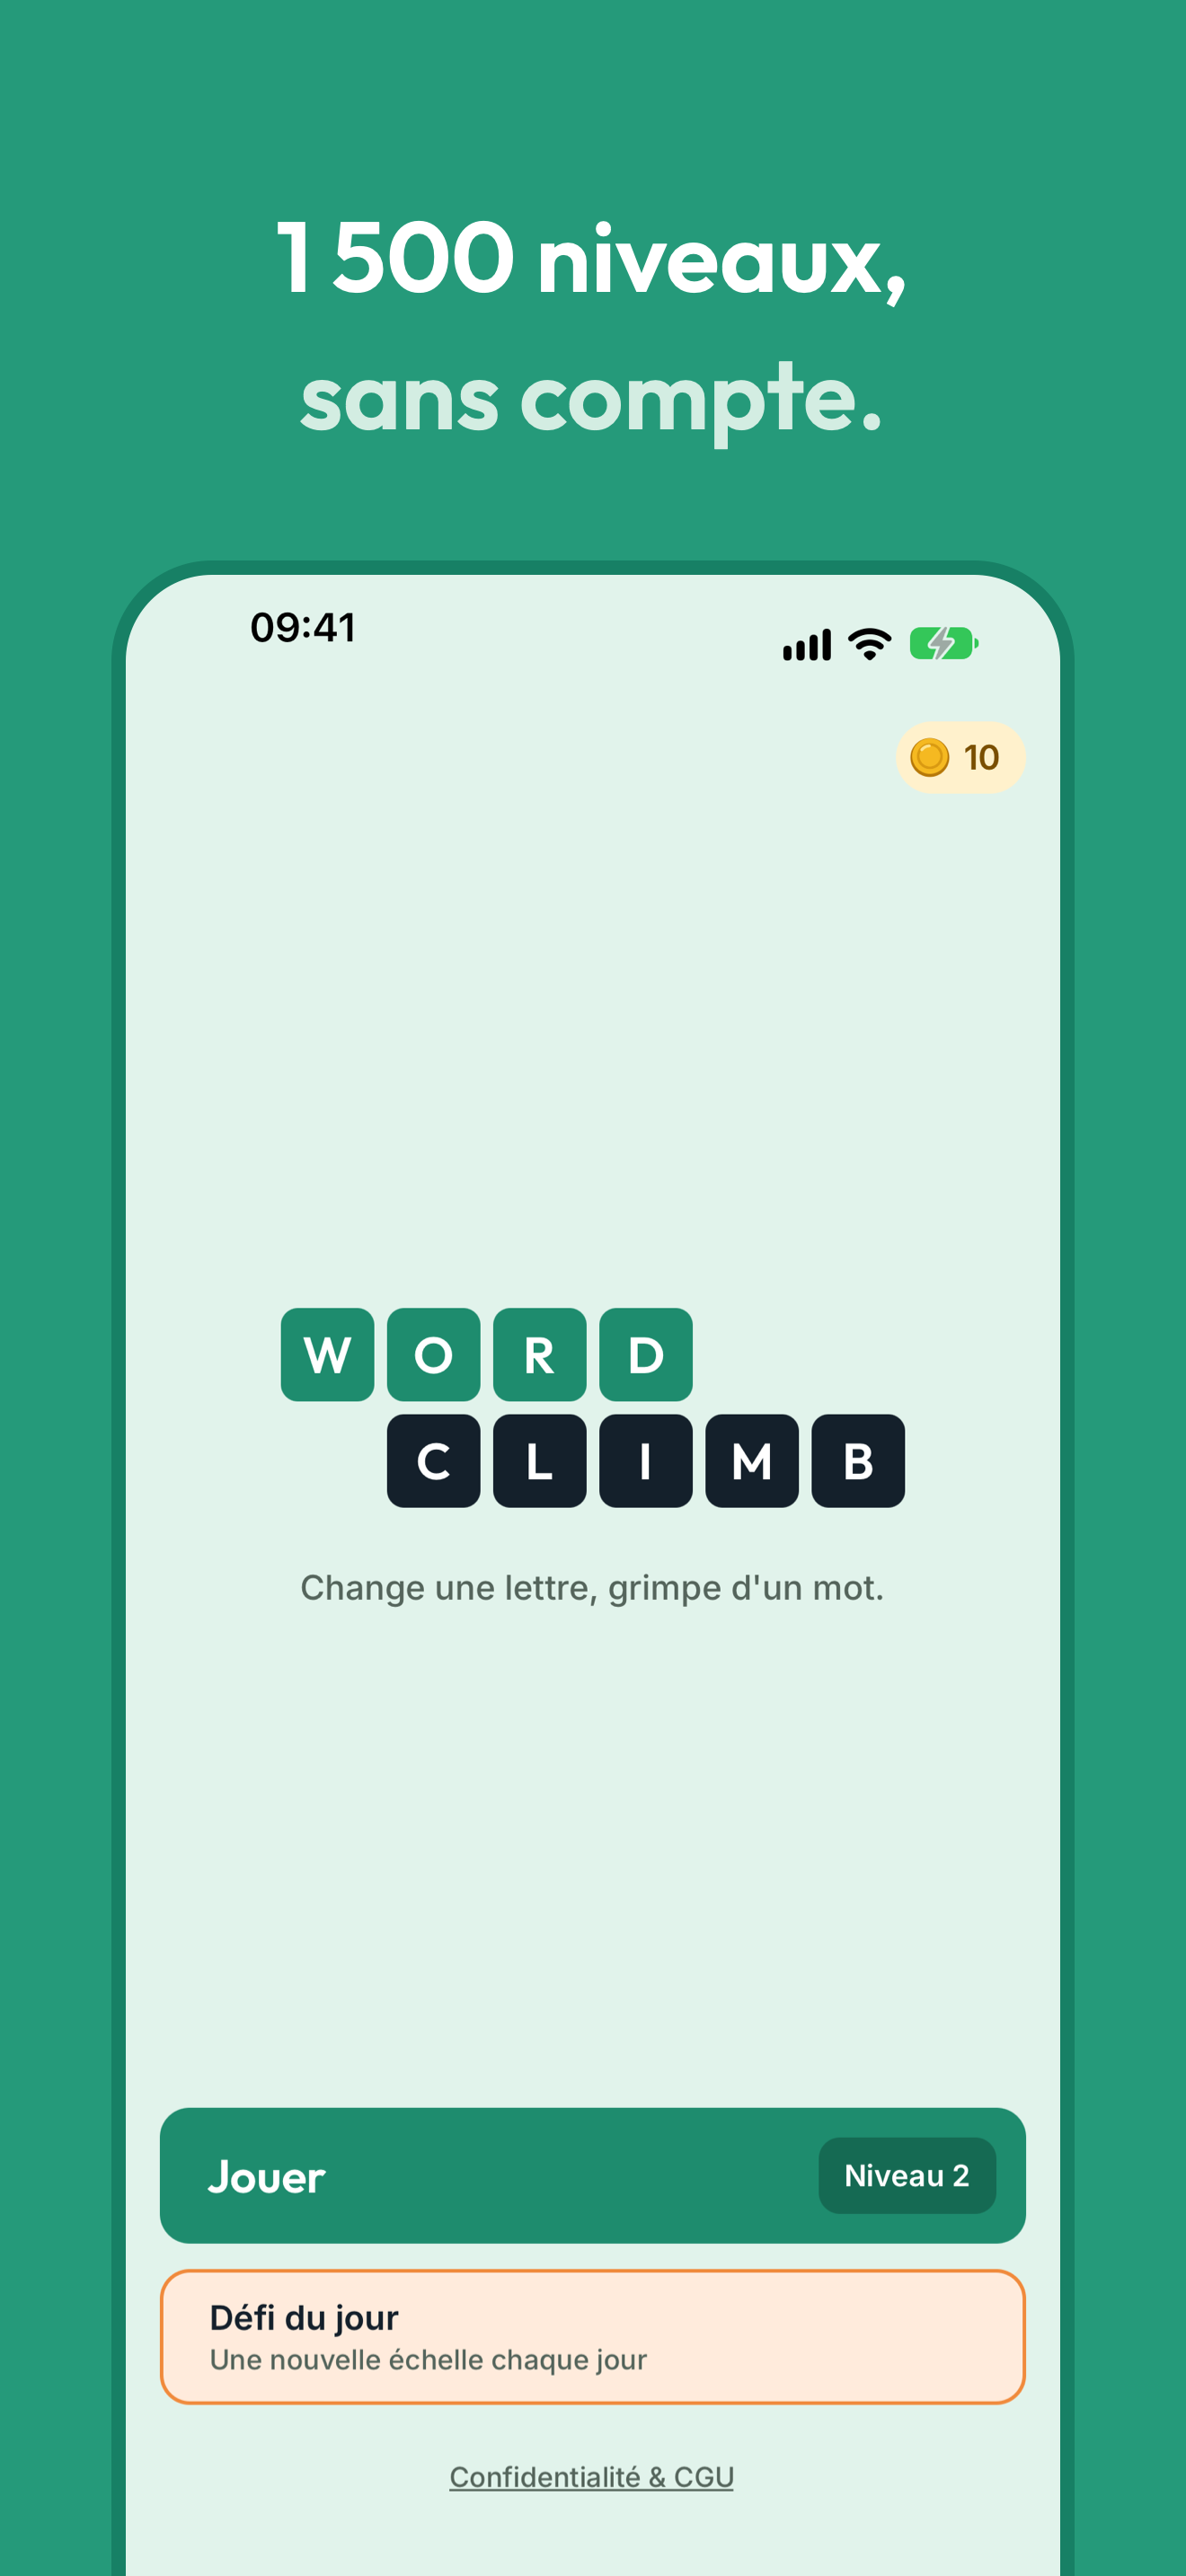 1 500 niveaux,
sans compte.
09:41
10
WORD
CLIMB
Change une lettre, grimpe d'un mot.
Jouer
Niveau 2
Défi du jour
Une nouvelle échelle chaque jour
Confidentialité & CGU